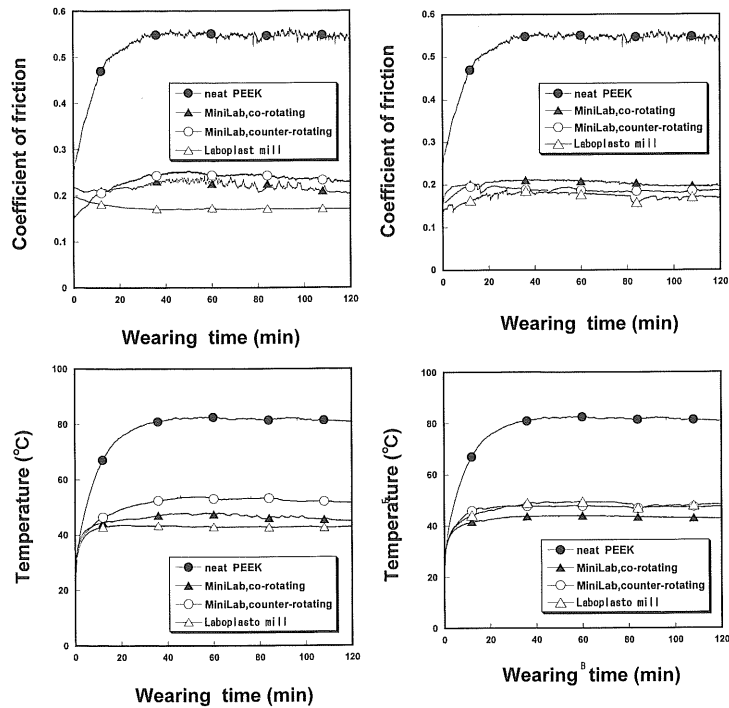 0.6
0.5
0.4
0.3
0.2
0.1
0
Coefficient of friction
neat PEEK
MiniLab,co-rotating
MiniLab,counter-rotating
Laboplast mill
0 20 40 60 80 100 120
Wearing time (min)
0.6
0.5
0.4
0.3
0.2
0.1
0
Coefficient of friction
neat PEEK
MiniLab,co-rotating
MiniLab,counter-rotating
Laboplasto mill
0 20 40 60 80 100 120
Wearing time (min)
100
80
60
40
20
0
Temperature (°C)
neat PEEK
MiniLab,co-rotating
MiniLab,counter-rotating
Laboplasto mill
0 20 40 60 80 100 120
Wearing time (min)
100
80
60
40
20
0
Temperature (°C)
neat PEEK
MiniLab,co-rotating
MiniLab,counter-rotating
Laboplasto mill
0 20 40 60 80 100 120
Wearing B time (min)